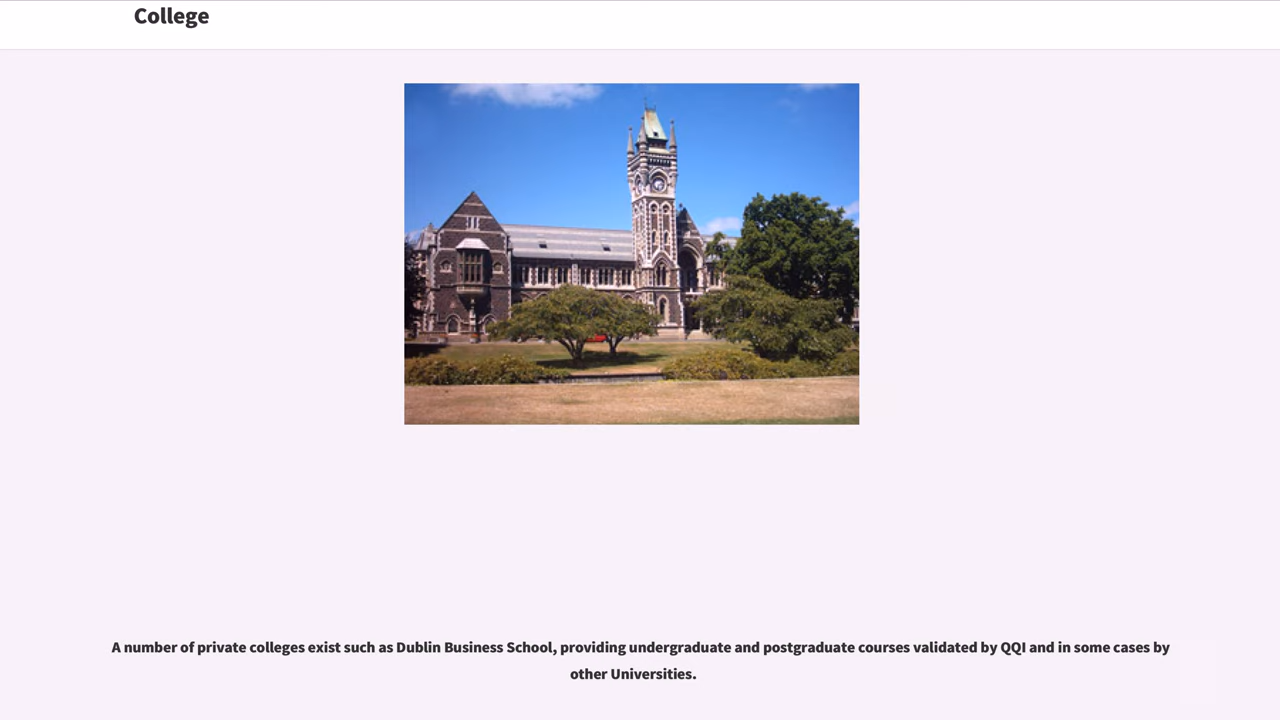 College
A number of private colleges exist such as Dublin Business School, providing undergraduate and postgraduate courses validated by QQI and in some cases by
other Universities.